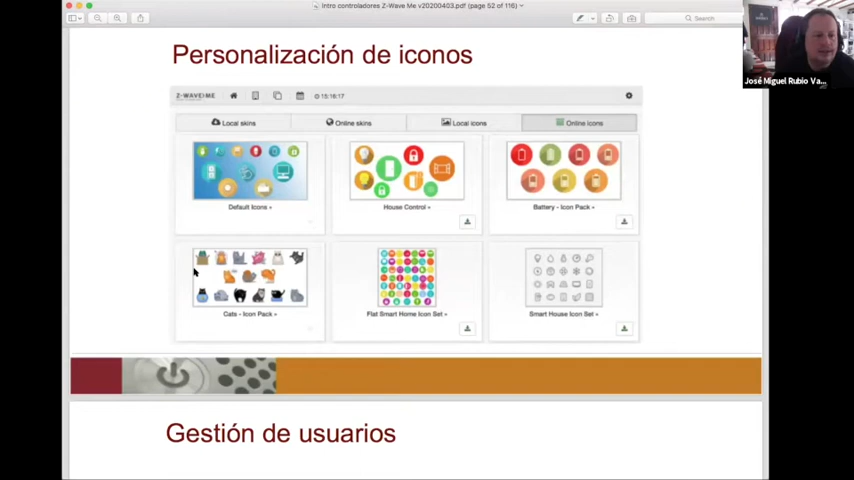 Intro controladores Z-Wave Me v20200403.pdf (page 52 of 116)
Search
José Miguel Rubio Va...
Personalización de iconos
Z-WAVE>ME
15:16:17
Local skins
Online skins
Local icons
Online icons
Default Icons »
House Control »
Battery - Icon Pack »
Cats - Icon Pack »
Flat Smart Home Icon Set »
Smart House Icon Set »
Gestión de usuarios